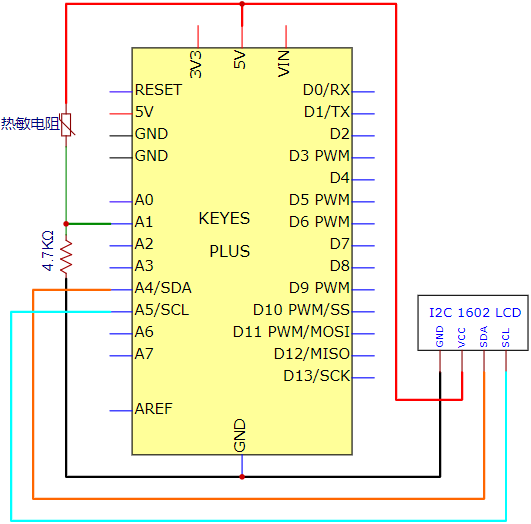 3V3
5V
VIN
RESET
5V
GND
GND
A0
A1
A2
A3
A4/SDA
A5/SCL
A6
A7
AREF
KEYES
PLUS
D0/RX
D1/TX
D2
D3 PWM
D4
D5 PWM
D6 PWM
D7
D8
D9 PWM
D10 PWM/SS
D11 PWM/MOSI
D12/MISO
D13/SCK
GND
热敏电阻
4.7KΩ
I2C 1602 LCD
GND
VCC
SDA
SCL